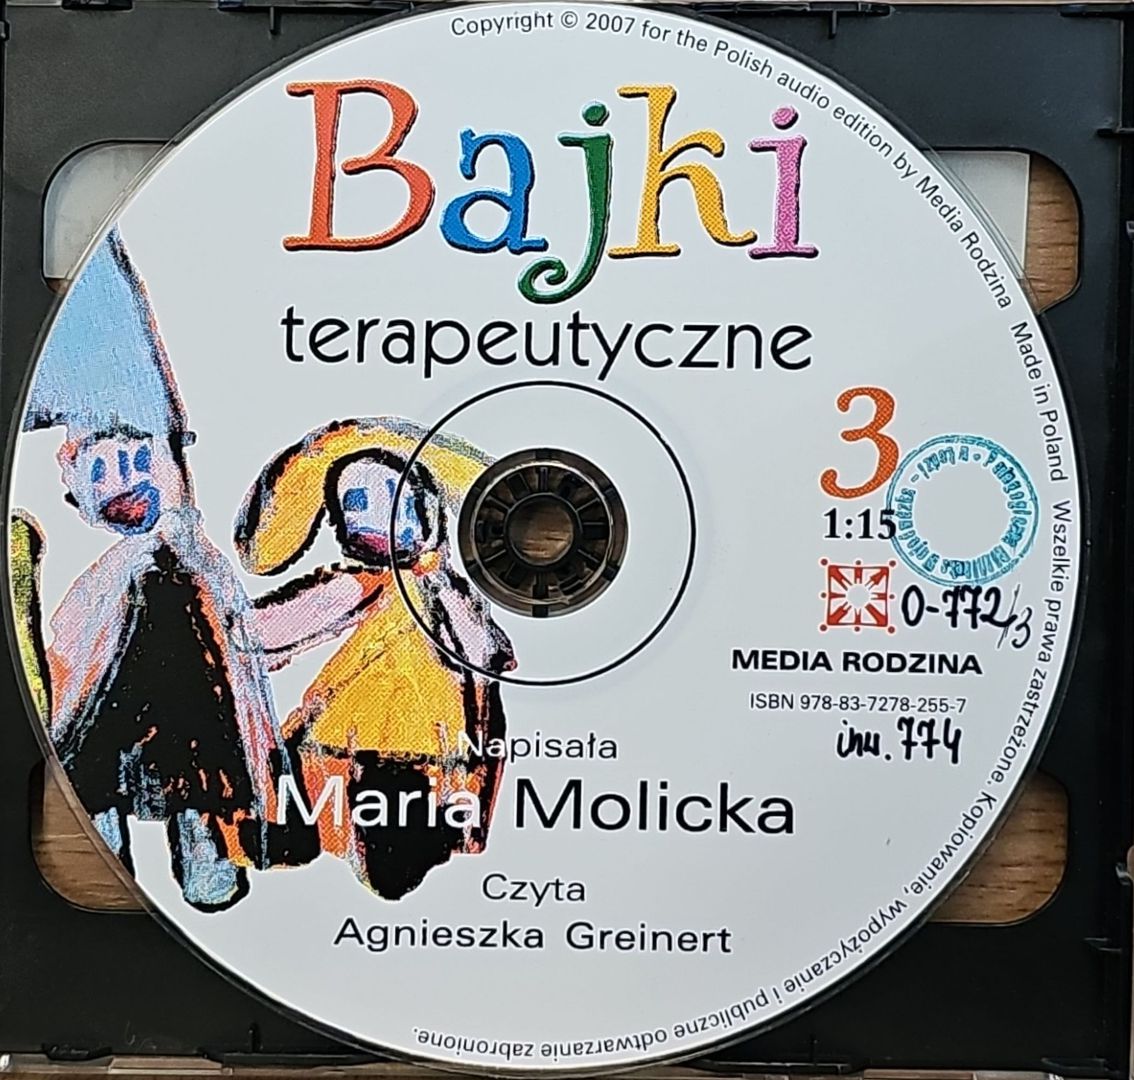 Copyright © 2007 for the Polish audio edition by Media Rodzina Made in Poland Wszelkie prawa zastrzeżone. Kopiowanie, wypożyczanie i publiczne odtwarzanie zabronione.
Bajki
terapeutyczne
3
1:15
0-772/3
MEDIA RODZINA
ISBN 978-83-7278-255-7
inw. 774
Napisała
Maria Molicka
Czyta
Agnieszka Greinert